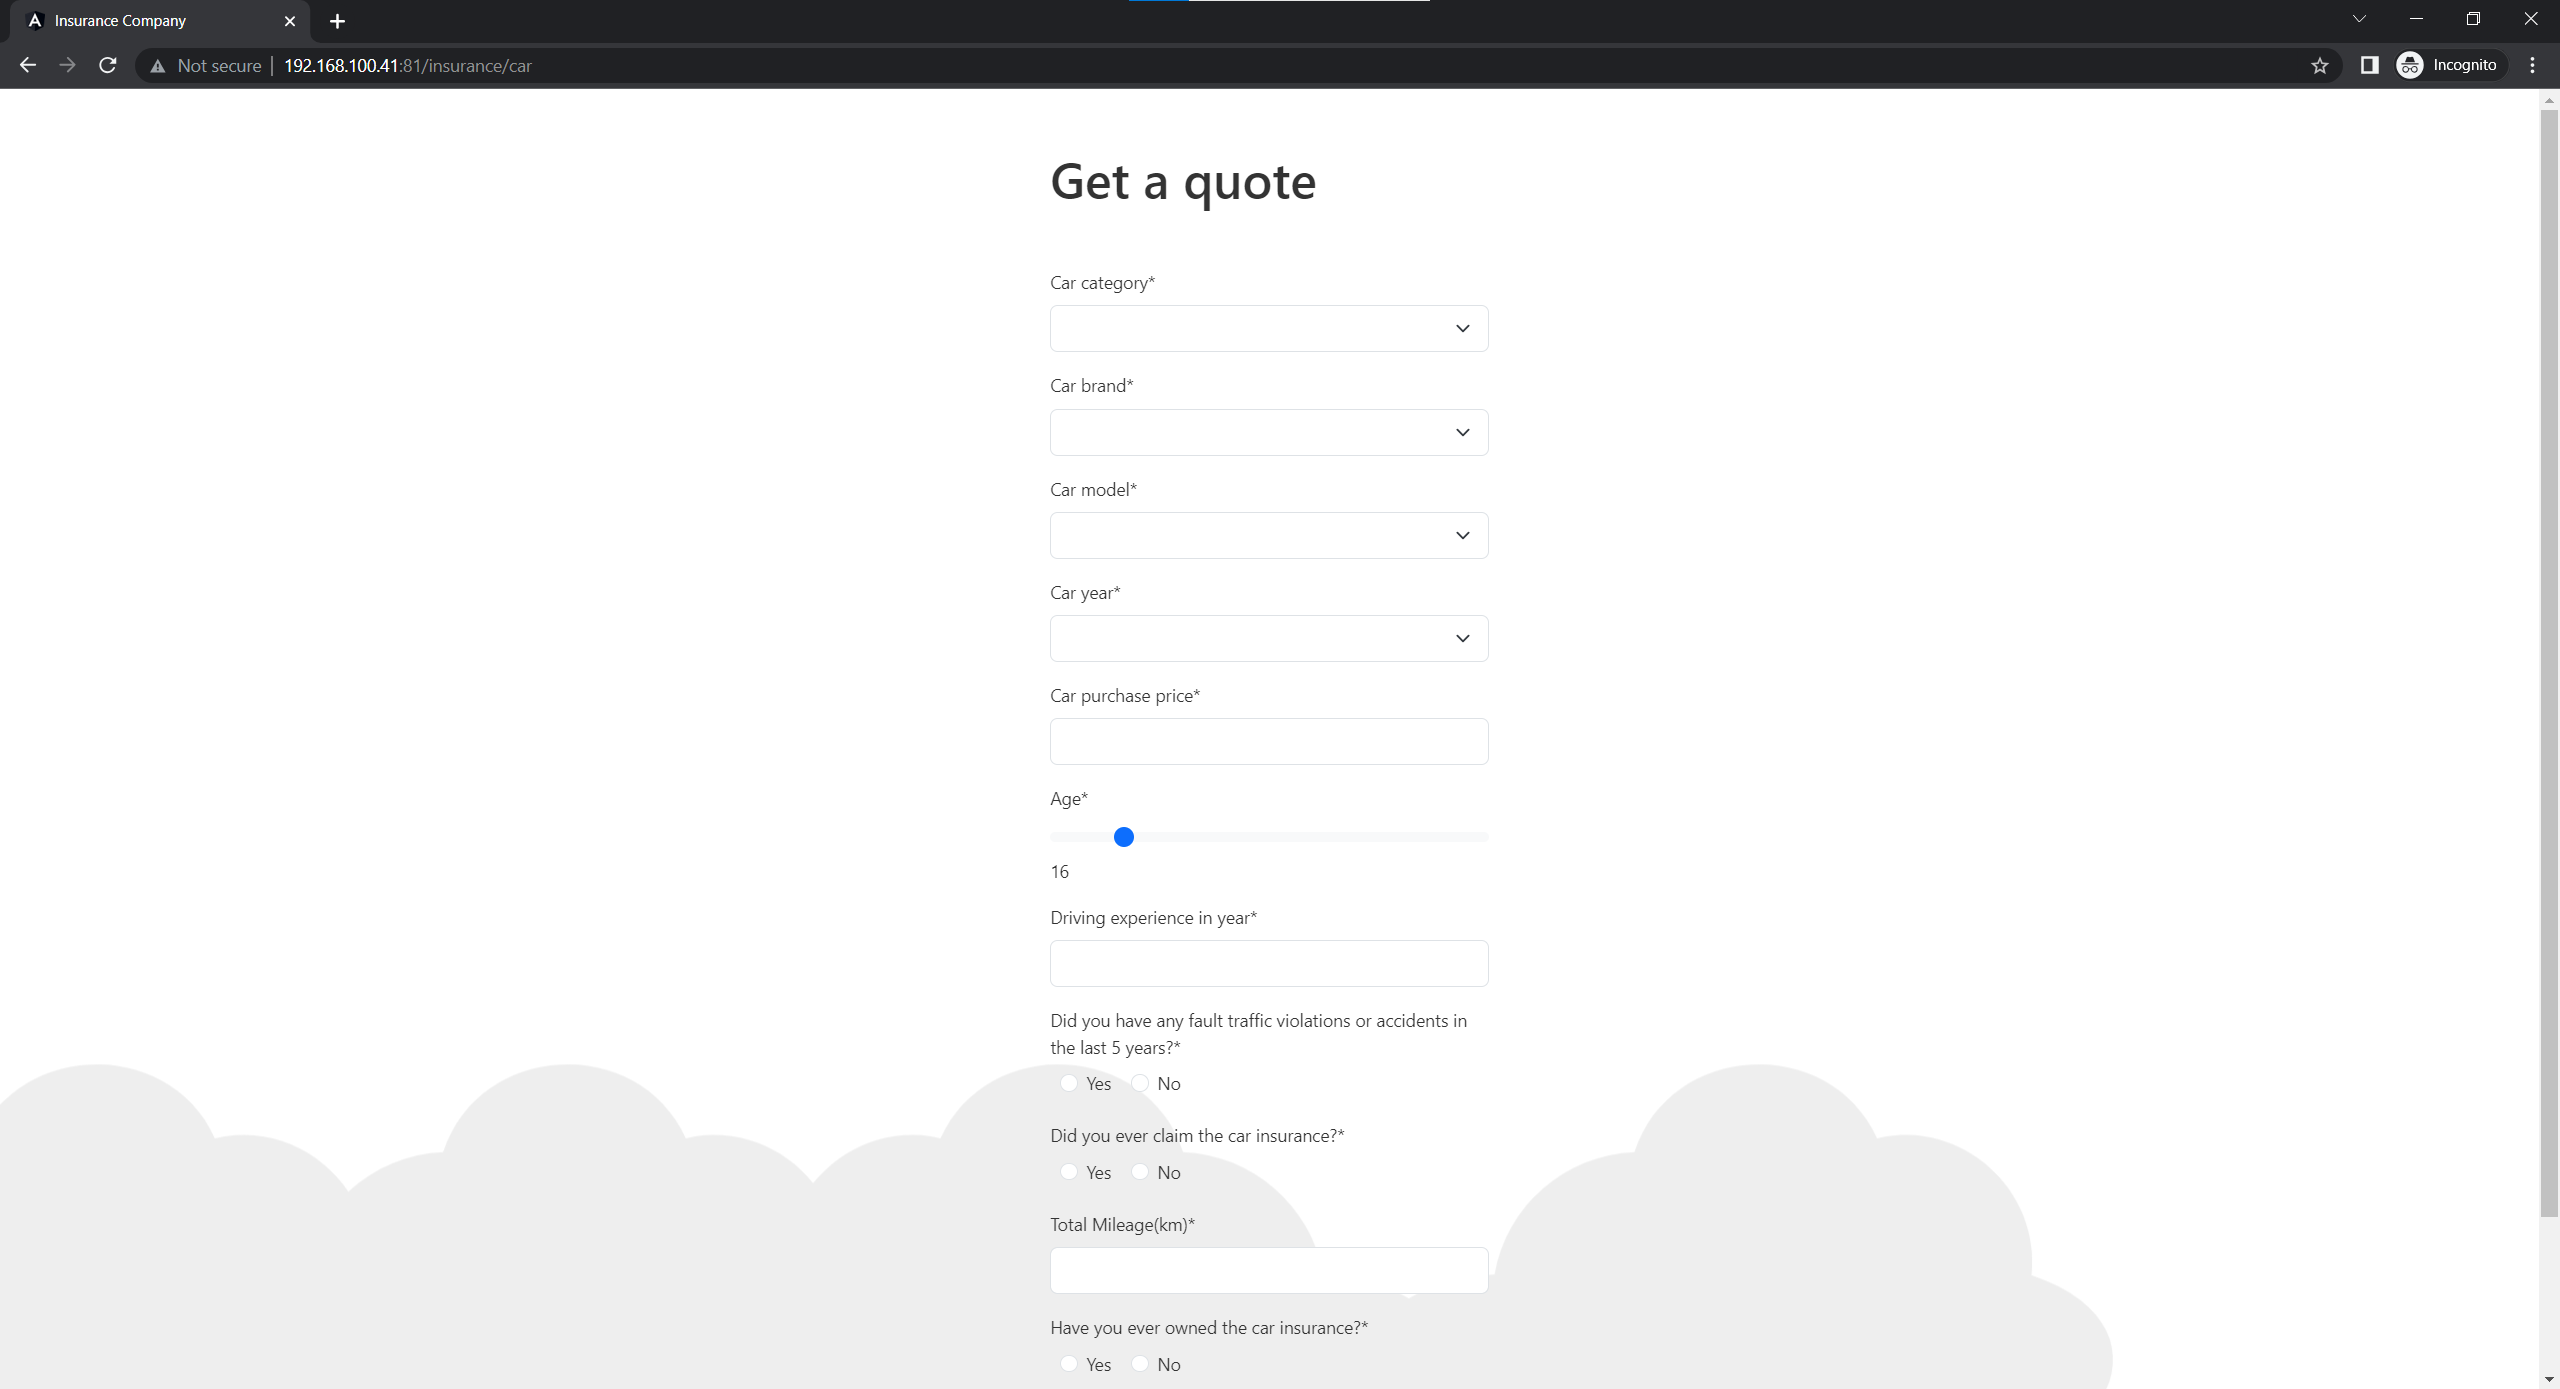 Insurance Company
Not secure
192.168.100.41:81/insurance/car
Incognito
Get a quote
Car category*
Car brand*
Car model*
Car year*
Car purchase price*
Age*
16
Driving experience in year*
Did you have any fault traffic violations or accidents in
the last 5 years?*
Yes No
Did you ever claim the car insurance?*
Yes No
Total Mileage(km)*
Have you ever owned the car insurance?*
Yes No